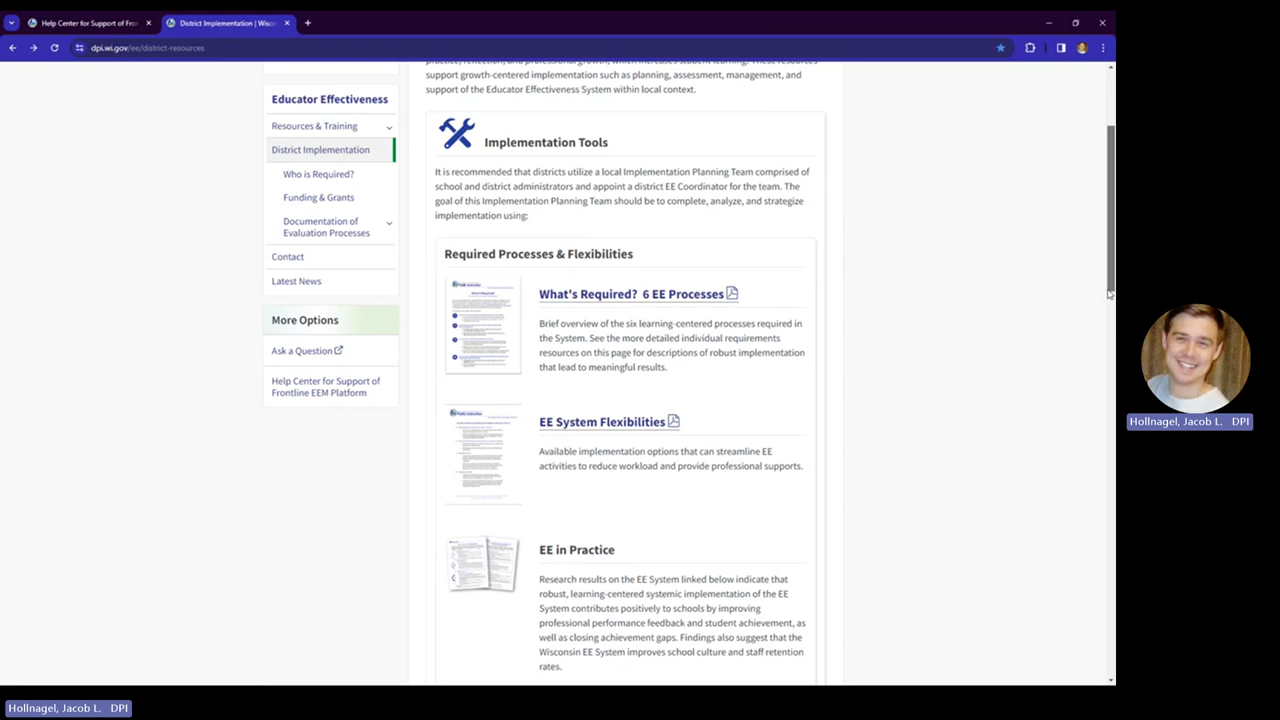 Help Center for Support of Fron
District Implementation | Wisc
dpi.wi.gov/ee/district-resources
support growth-centered implementation such as planning, assessment, management, and
support of the Educator Effectiveness System within local context.
Educator Effectiveness
Resources & Training
District Implementation
Who is Required?
Funding & Grants
Documentation of
Evaluation Processes
Contact
Latest News
More Options
Ask a Question
Help Center for Support of
Frontline EEM Platform
Implementation Tools
It is recommended that districts utilize a local Implementation Planning Team comprised of
school and district administrators and appoint a district EE Coordinator for the team. The
goal of this Implementation Planning Team should be to complete, analyze, and strategize
implementation using:
Required Processes & Flexibilities
What's Required? 6 EE Processes
Brief overview of the six learning-centered processes required in
the System. See the more detailed individual requirements
resources on this page for descriptions of robust implementation
that lead to meaningful results.
EE System Flexibilities
Available implementation options that can streamline EE
activities to reduce workload and provide professional supports.
EE in Practice
Research results on the EE System linked below indicate that
robust, learning-centered systemic implementation of the EE
System contributes positively to schools by improving
professional performance feedback and student achievement, as
well as closing achievement gaps. Findings also suggest that the
Wisconsin EE System improves school culture and staff retention
rates.
Hollnagel, Jacob L. DPI
Hollnagel, Jacob L. DPI